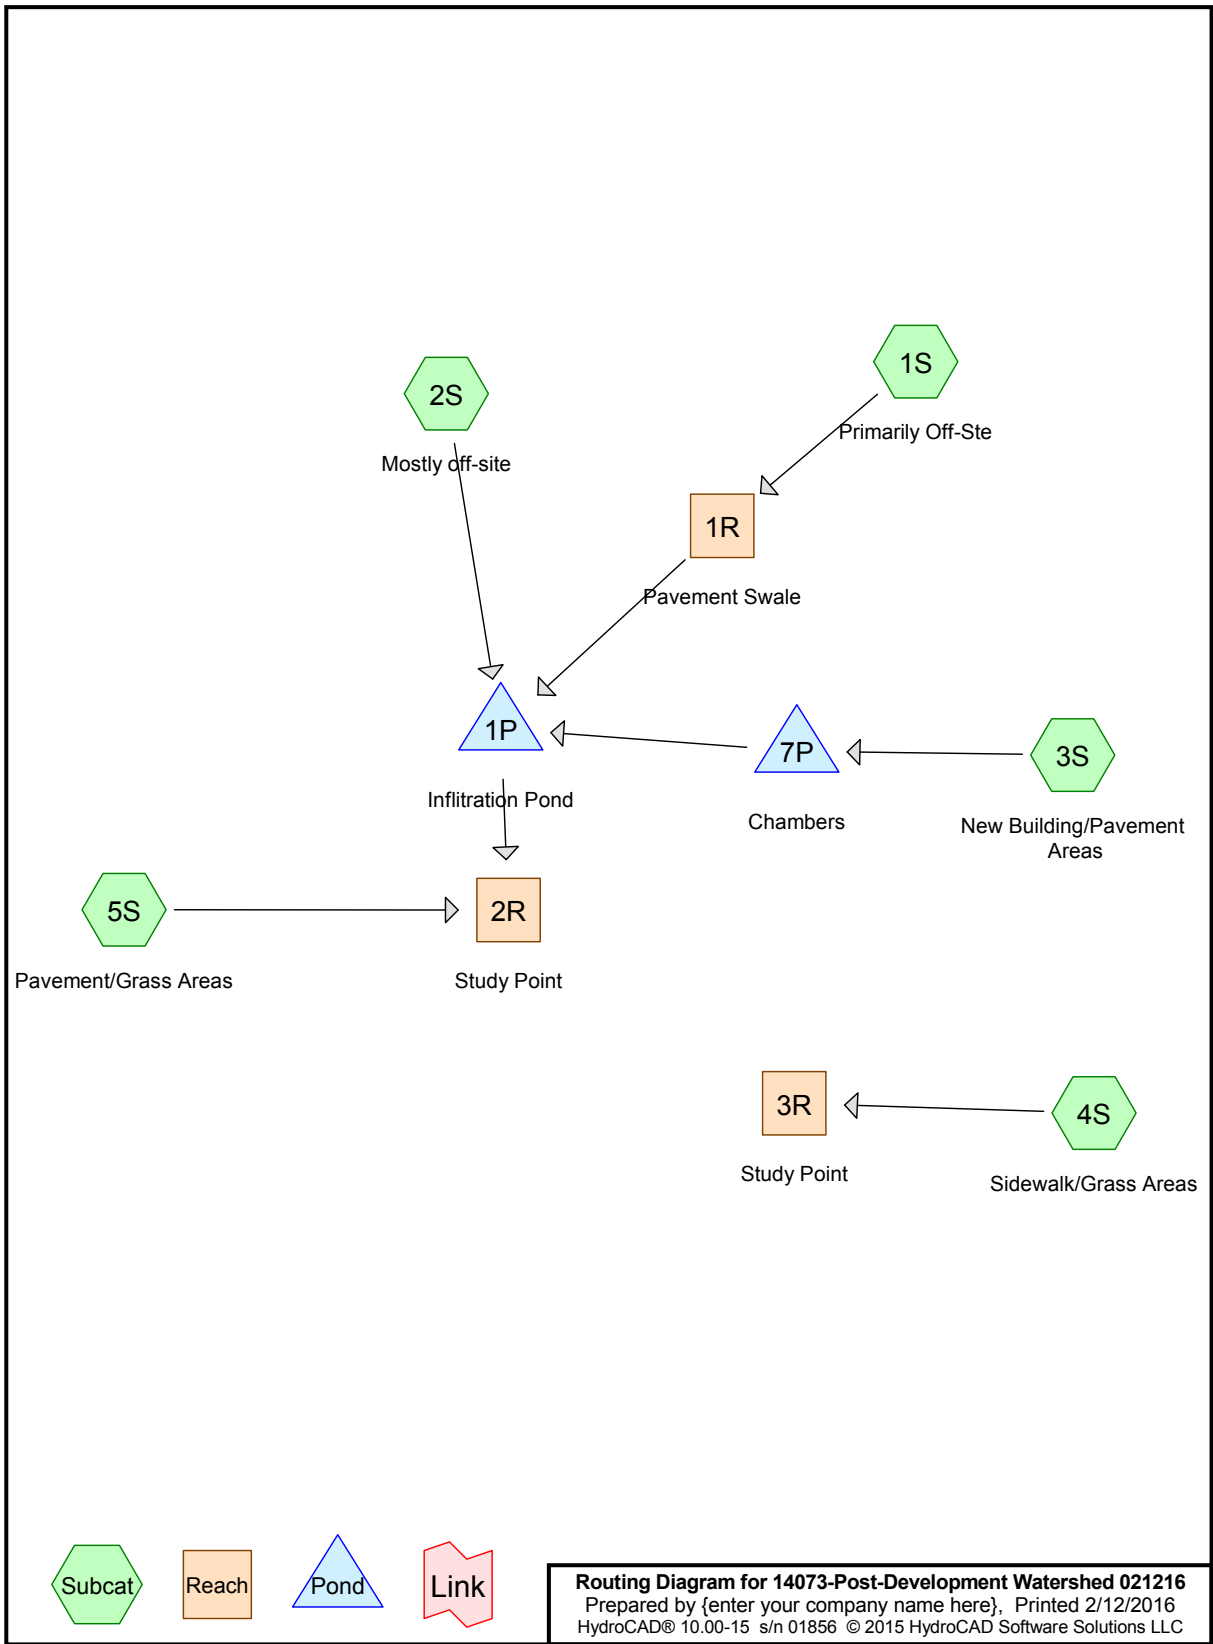 1S
Primarily Off-Ste
2S
Mostly off-site
1R
Pavement Swale
1P
Inflitration Pond
7P
Chambers
3S
New Building/Pavement
Areas
5S
Pavement/Grass Areas
2R
Study Point
3R
Study Point
4S
Sidewalk/Grass Areas
Subcat
Reach
Pond
Link
Routing Diagram for 14073-Post-Development Watershed 021216
Prepared by {enter your company name here}, Printed 2/12/2016
HydroCAD® 10.00-15 s/n 01856 © 2015 HydroCAD Software Solutions LLC